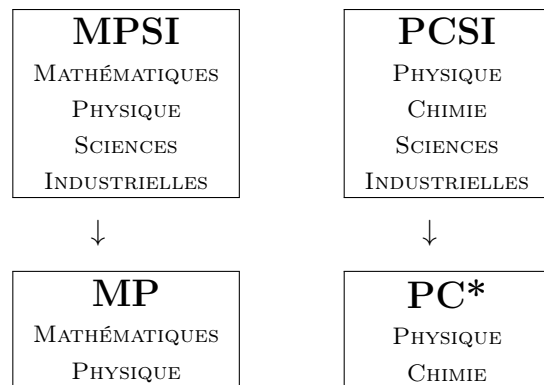 MPSI
MATHÉMATIQUES
PHYSIQUE
SCIENCES
INDUSTRIELLES
↓
MP
MATHÉMATIQUES
PHYSIQUE
PCSI
PHYSIQUE
CHIMIE
SCIENCES
INDUSTRIELLES
↓
PC*
PHYSIQUE
CHIMIE